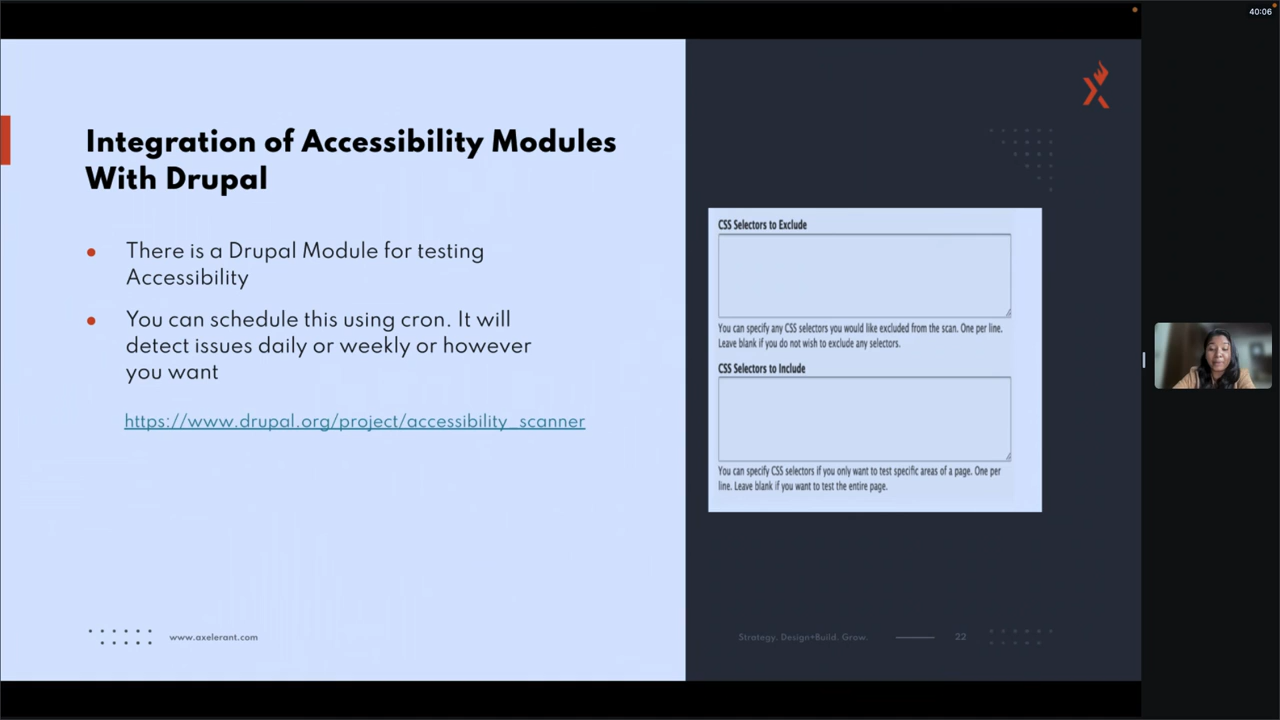 40:06
Integration of Accessibility Modules
With Drupal
There is a Drupal Module for testing
Accessibility
You can schedule this using cron. It will
detect issues daily or weekly or however
you want
https://www.drupal.org/project/accessibility_scanner
CSS Selectors to Exclude
You can specify any CSS selectors you would like excluded from the scan. One per line.
Leave blank if you do not wish to exclude any selectors.
CSS Selectors to Include
You can specify CSS selectors if you only want to test specific areas of a page. One per
line. Leave blank if you want to test the entire page.
www.axelerant.com
Strategy. Design+Build. Grow.
22